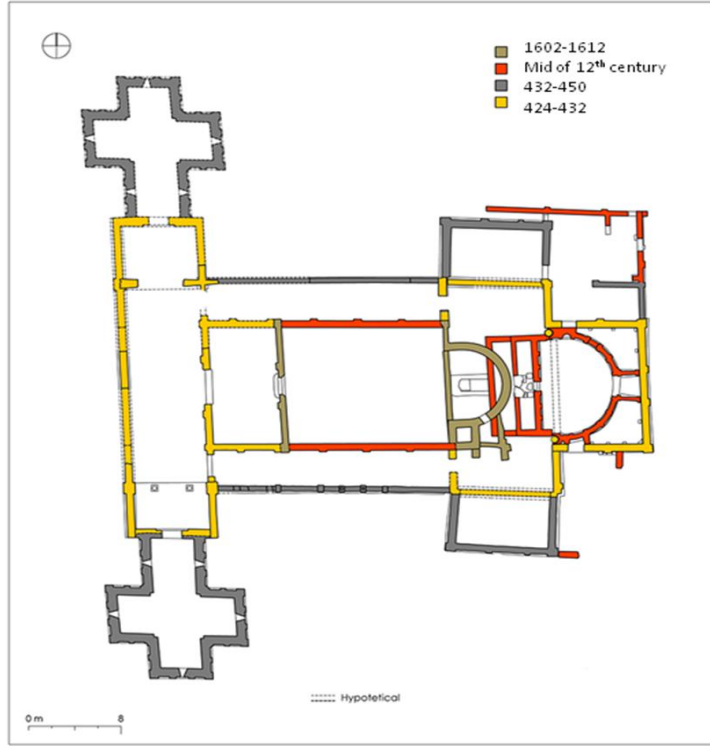 1602-1612
Mid of 12th century
432-450
424-432
Hypotetical
0 m 8